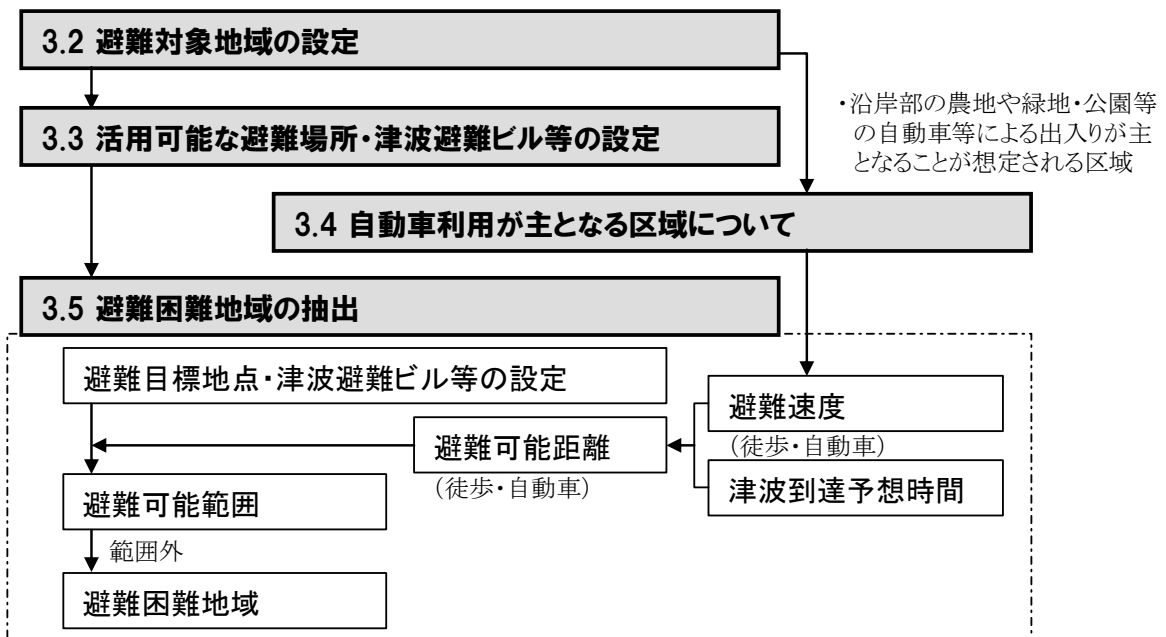 3.2 避難対象地域の設定
・沿岸部の農地や緑地・公園等
の自動車等による出入りが主
となることが想定される区域
3.3 活用可能な避難場所・津波避難ビル等の設定
3.4 自動車利用が主となる区域について
3.5 避難困難地域の抽出
避難目標地点・津波避難ビル等の設定
避難速度
(徒歩・自動車)
避難可能距離
(徒歩・自動車)
津波到達予想時間
避難可能範囲
範囲外
避難困難地域